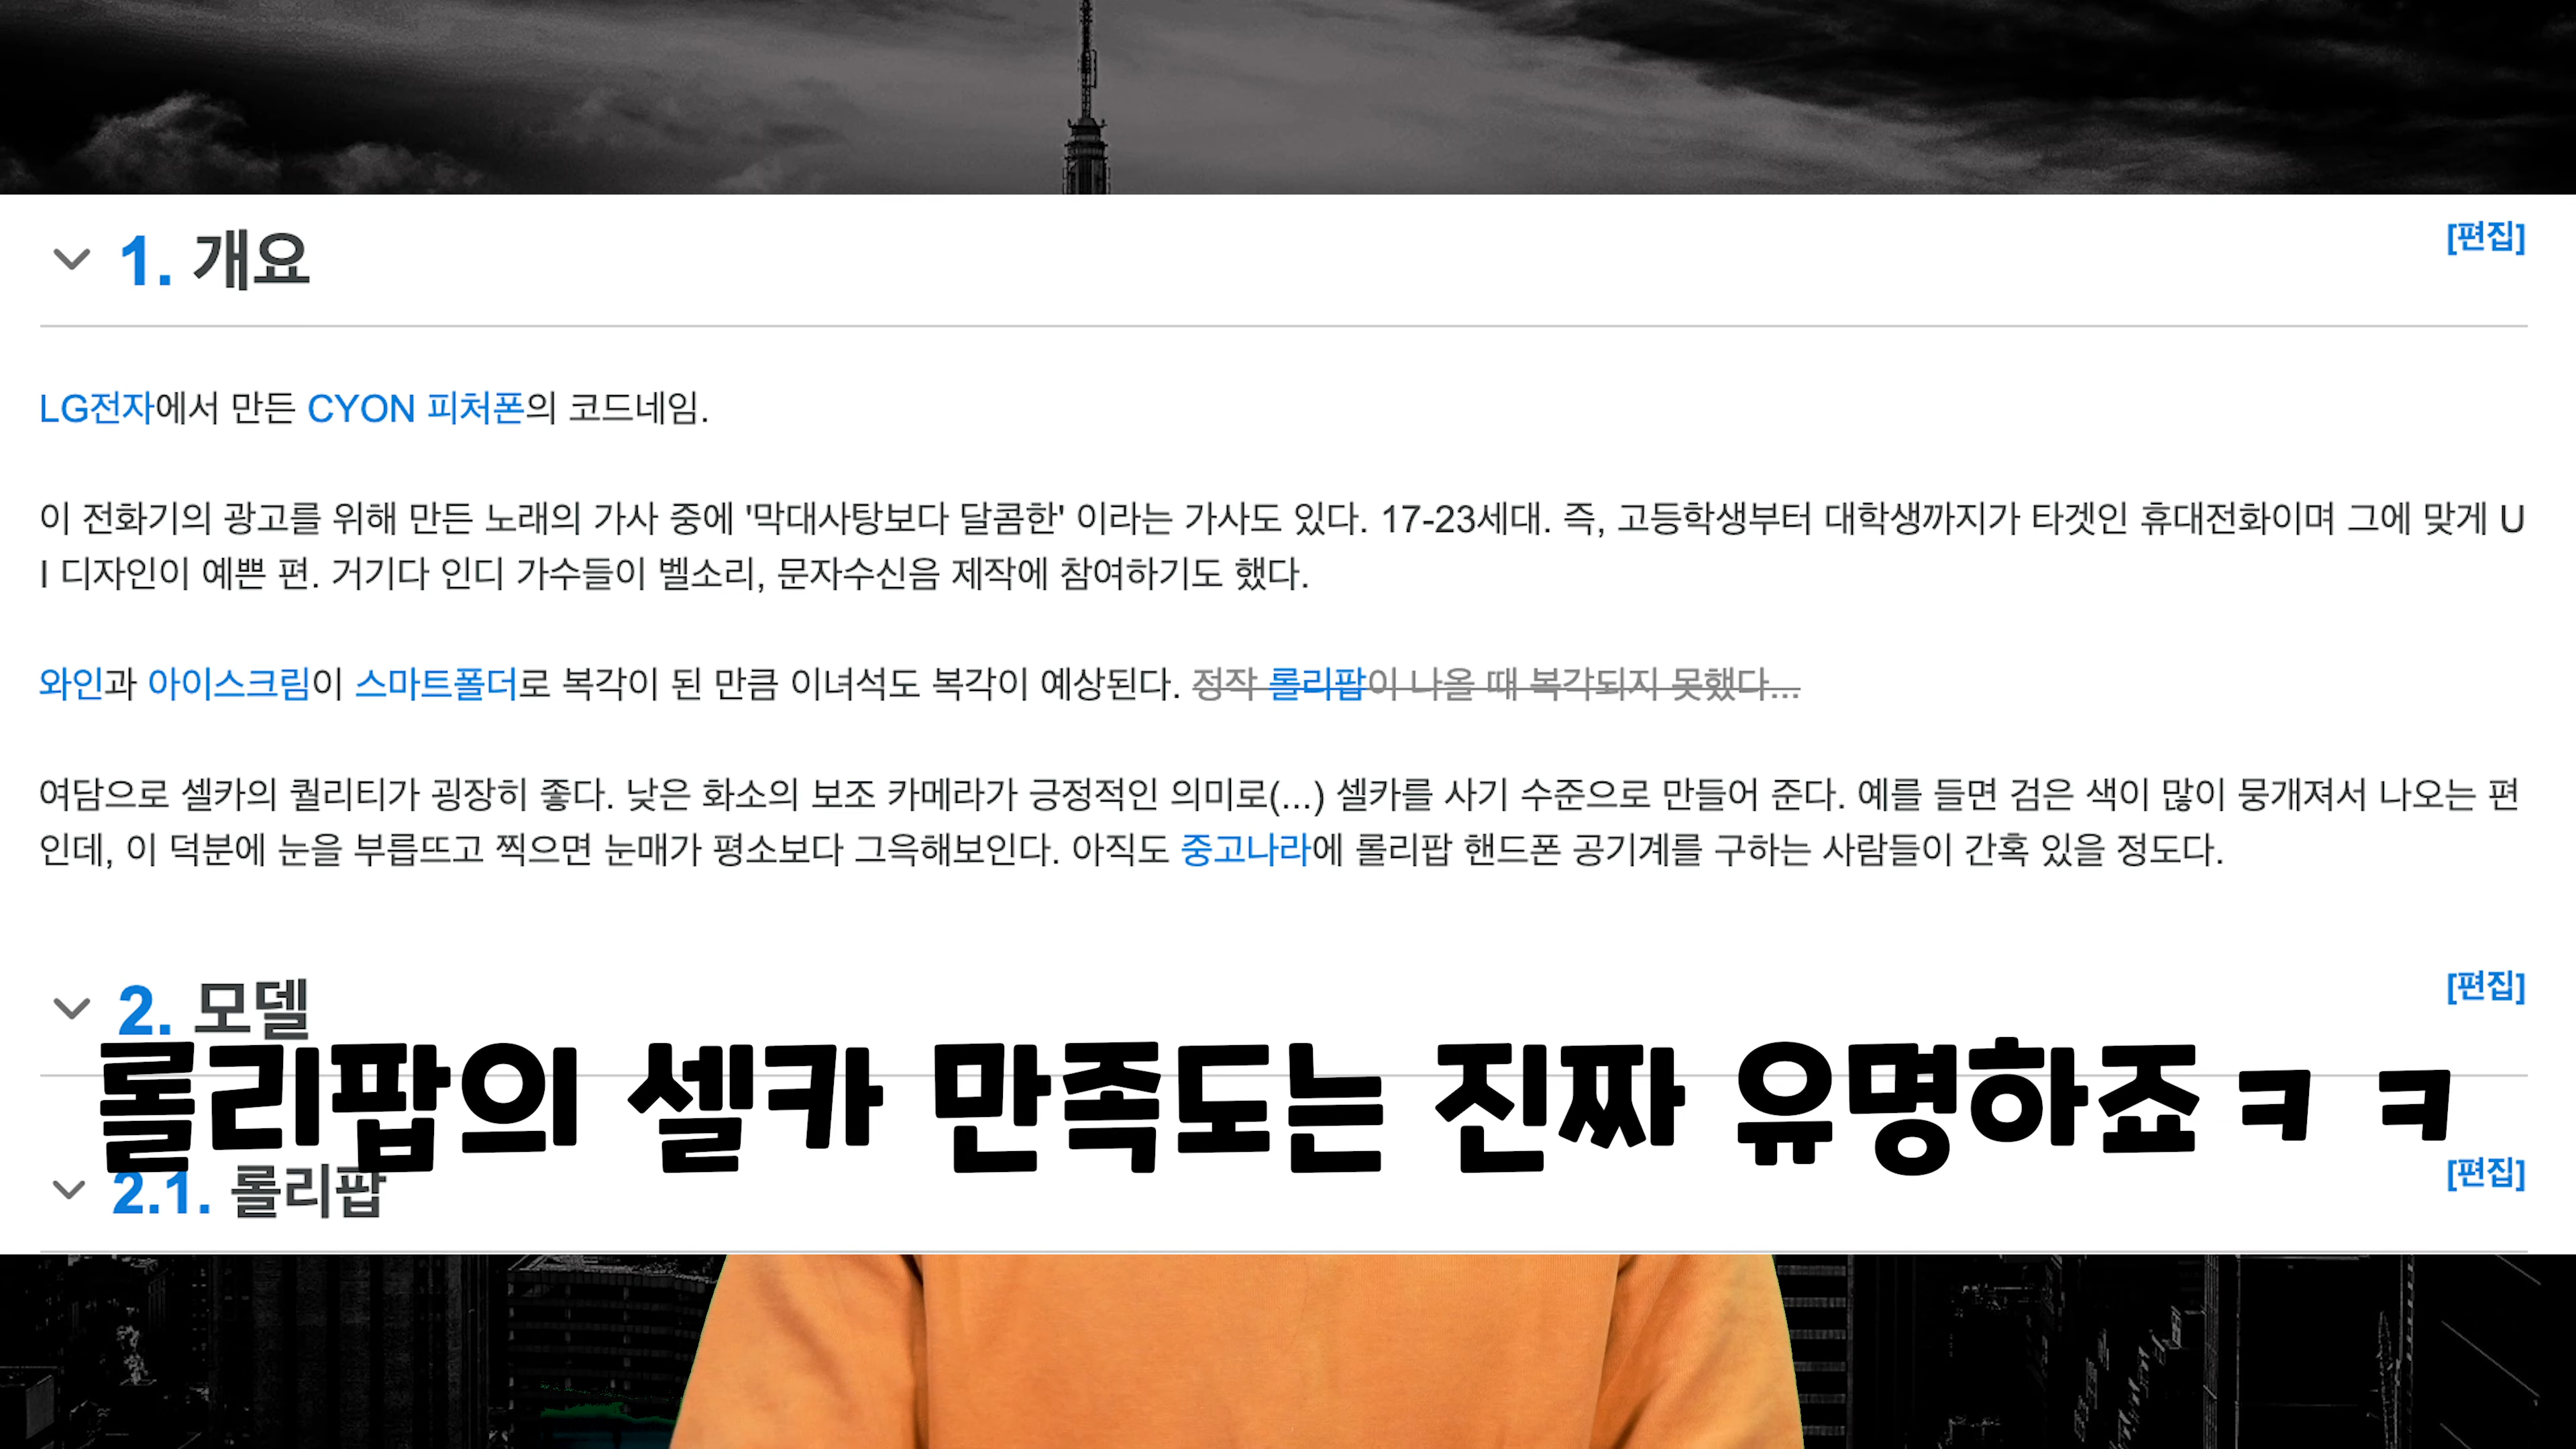 1. 개요 [편집]
LG전자에서 만든 CYON 피처폰의 코드네임.
이 전화기의 광고를 위해 만든 노래의 가사 중에 '막대사탕보다 달콤한' 이라는 가사도 있다. 17-23세대. 즉, 고등학생부터 대학생까지가 타겟인 휴대전화이며 그에 맞게 U
I 디자인이 예쁜 편. 거기다 인디 가수들이 벨소리, 문자수신음 제작에 참여하기도 했다.
와인과 아이스크림이 스마트폴더로 복각이 된 만큼 이녀석도 복각이 예상된다. 정작 롤리팝이 나올 때 복각되지 못했다...
여담으로 셀카의 퀄리티가 굉장히 좋다. 낮은 화소의 보조 카메라가 긍정적인 의미로(...) 셀카를 사기 수준으로 만들어 준다. 예를 들면 검은 색이 많이 뭉개져서 나오는 편
인데, 이 덕분에 눈을 부릅뜨고 찍으면 눈매가 평소보다 그윽해보인다. 아직도 중고나라에 롤리팝 핸드폰 공기계를 구하는 사람들이 간혹 있을 정도다.
2. 모델 [편집]
롤리팝의 셀카 만족도는 진짜 유명하죠ㅋㅋ
2.1. 롤리팝 [편집]